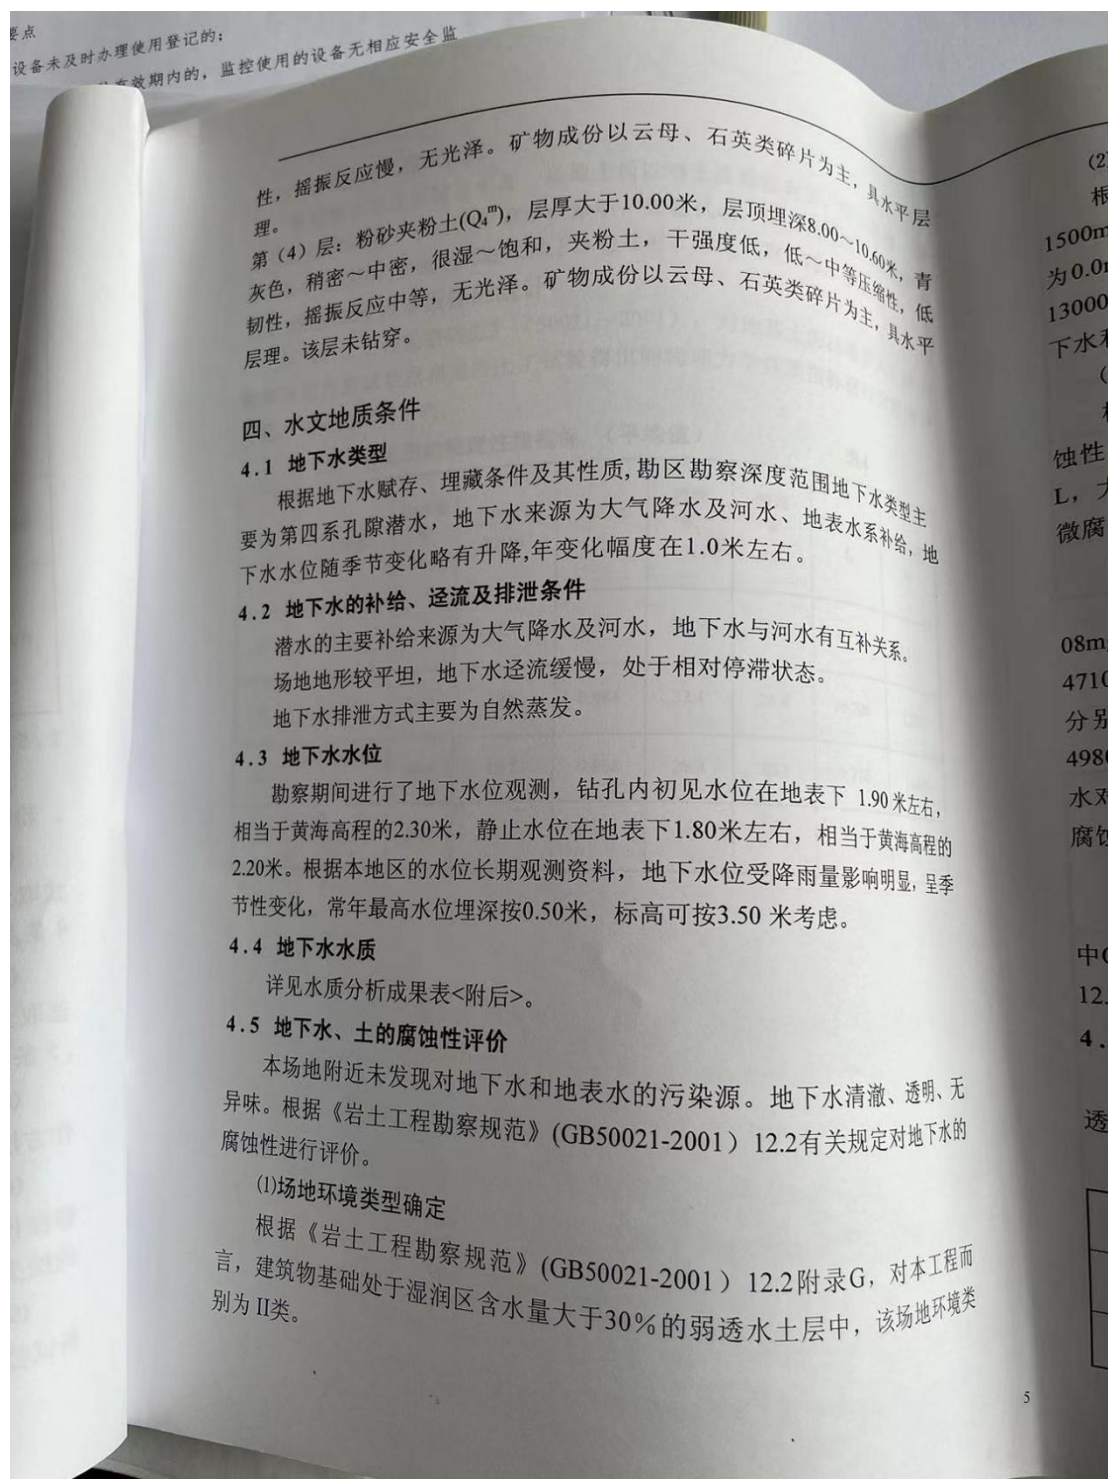 要点
设备未及时办理使用登记的；
有效期内的，监控使用的设备无相应安全监
性，摇振反应慢，无光泽。矿物成份以云母、石英类碎片为主，具水平层
理。
第（4）层：粉砂夹粉土(Q₄ᵐ)，层厚大于10.00米，层顶埋深8.00～10.60米，青
灰色，稍密～中密，很湿～饱和，夹粉土，干强度低，低～中等压缩性，低
韧性，摇振反应中等，无光泽。矿物成份以云母、石英类碎片为主，具水平
层理。该层未钻穿。
四、水文地质条件
4.1 地下水类型
根据地下水赋存、埋藏条件及其性质,勘区勘察深度范围地下水类型主
要为第四系孔隙潜水，地下水来源为大气降水及河水、地表水系补给，地
下水水位随季节变化略有升降,年变化幅度在1.0米左右。
4.2 地下水的补给、迳流及排泄条件
潜水的主要补给来源为大气降水及河水，地下水与河水有互补关系。
场地地形较平坦，地下水迳流缓慢，处于相对停滞状态。
地下水排泄方式主要为自然蒸发。
4.3 地下水水位
勘察期间进行了地下水位观测，钻孔内初见水位在地表下 1.90米左右，
相当于黄海高程的2.30米，静止水位在地表下1.80米左右，相当于黄海高程的
2.20米。根据本地区的水位长期观测资料，地下水位受降雨量影响明显，呈季
节性变化，常年最高水位埋深按0.50米，标高可按3.50 米考虑。
4.4 地下水水质
详见水质分析成果表<附后>。
4.5 地下水、土的腐蚀性评价
本场地附近未发现对地下水和地表水的污染源。地下水清澈、透明、无
异味。根据《岩土工程勘察规范》(GB50021-2001）12.2有关规定对地下水的
腐蚀性进行评价。
⑴场地环境类型确定
根据《岩土工程勘察规范》(GB50021-2001）12.2附录G，对本工程而
言，建筑物基础处于湿润区含水量大于30%的弱透水土层中，该场地环境类
别为 II类。
5
(2
根
1500m
为0.0
13000
下水
蚀性
L，
微腐
08m
4710
分别
498
水对
腐蚀
中
12.
4.
透